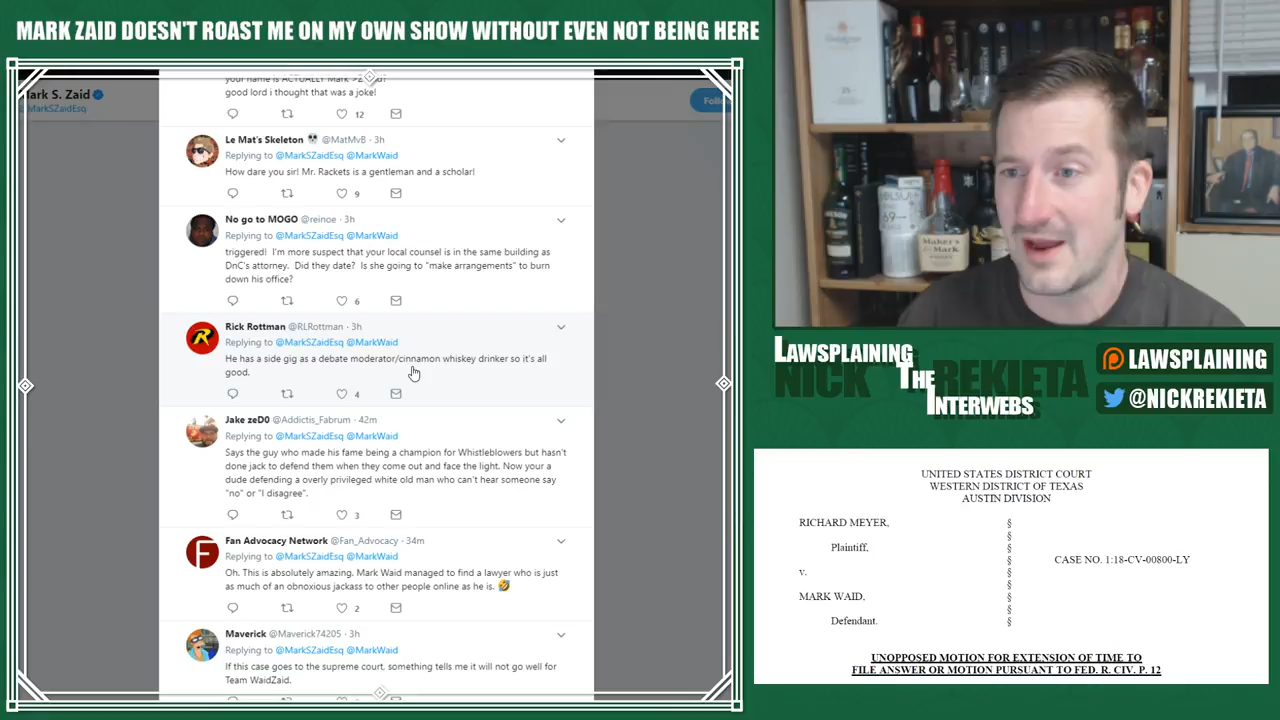 MARK ZAID DOESN'T ROAST ME ON MY OWN SHOW WITHOUT EVEN NOT BEING HERE
ark S. Zaid
@MarkSZaidEsq
good lord i thought that was a joke!
12
Le Mat's Skeleton 💀 @MatMvB · 3h
Replying to @MarkSZaidEsq @MarkWaid
How dare you sir! Mr. Rackets is a gentleman and a scholar!
9
No go to MOGO @reinoe · 3h
Replying to @MarkSZaidEsq @MarkWaid
triggered! I'm more suspect that your local counsel is in the same building as
DnC's attorney. Did they date? Is she going to "make arrangements" to burn
down his office?
6
Rick Rottman @RLRottman · 3h
Replying to @MarkSZaidEsq @MarkWaid
He has a side gig as a debate moderator/cinnamon whiskey drinker so it's all
good.
4
Jake zeD0 @Addictis_Fabrum · 42m
Replying to @MarkSZaidEsq @MarkWaid
Says the guy who made his fame being a champion for Whistleblowers but hasn't
done jack to defend them when they come out and face the light. Now your a
dude defending a overly privileged white old man who can't hear someone say
"no" or "I disagree".
3
Fan Advocacy Network @Fan_Advocacy · 34m
Replying to @MarkSZaidEsq @MarkWaid
Oh. This is absolutely amazing. Mark Waid managed to find a lawyer who is just
as much of an obnoxious jackass to other people online as he is. 🤣
2
Maverick @Maverick74205 · 3h
Replying to @MarkSZaidEsq @MarkWaid
If this case goes to the supreme court, something tells me it will not go well for
Team WaidZaid.
Maker's
Mark
69
LAWSPLAINING
THE
INTERWEBS
NICK REKIETA
LAWSPLAINING
@NICKREKIETA
UNITED STATES DISTRICT COURT
WESTERN DISTRICT OF TEXAS
AUSTIN DIVISION
RICHARD MEYER, §
§
Plaintiff, §
§ CASE NO. 1:18-CV-00800-LY
v. §
§
MARK WAID, §
§
Defendant. §
UNOPPOSED MOTION FOR EXTENSION OF TIME TO
FILE ANSWER OR MOTION PURSUANT TO FED. R. CIV. P. 12